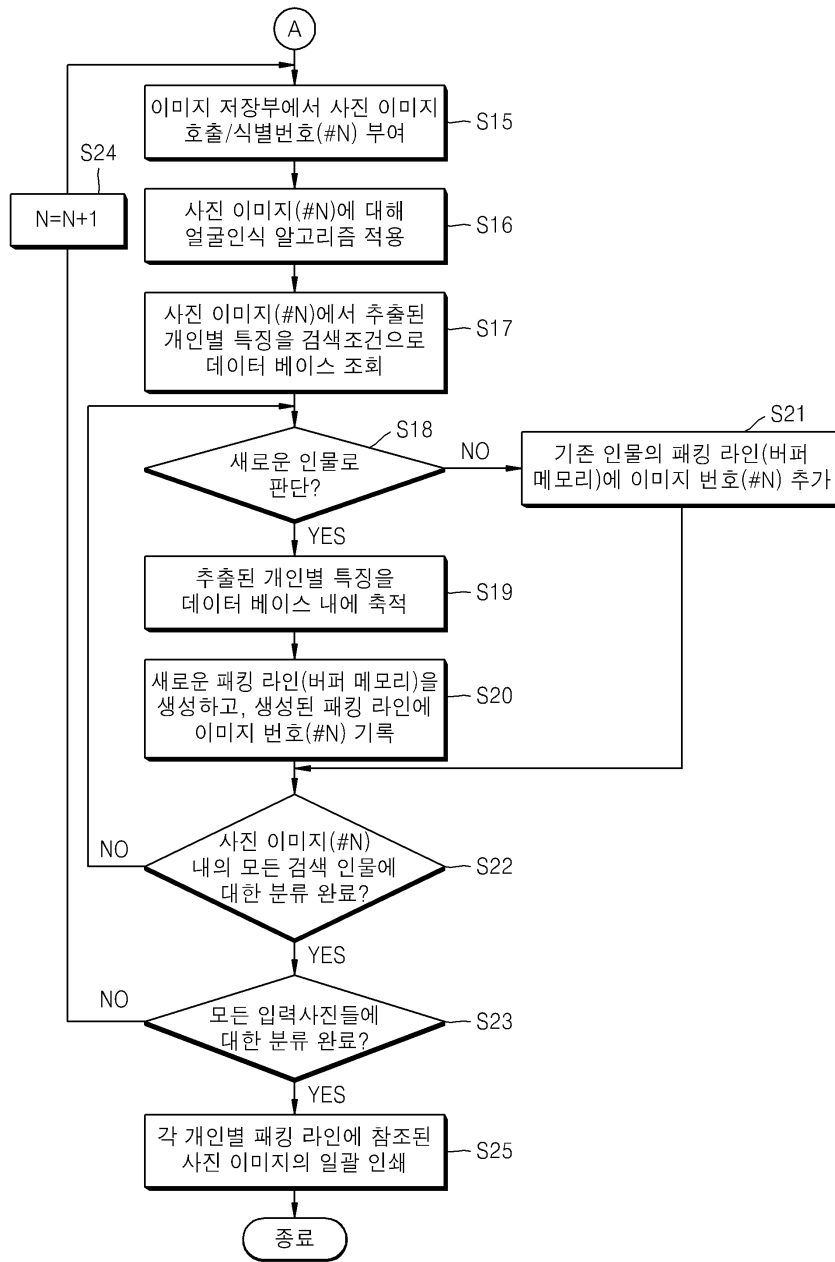 A
이미지 저장부에서 사진 이미지
호출/식별번호(#N) 부여
S15
S24
N=N+1
사진 이미지(#N)에 대해
얼굴인식 알고리즘 적용
S16
사진 이미지(#N)에서 추출된
개인별 특징을 검색조건으로
데이터 베이스 조회
S17
S18
새로운 인물로
판단?
NO
S21
기존 인물의 패킹 라인(버퍼
메모리)에 이미지 번호(#N) 추가
YES
추출된 개인별 특징을
데이터 베이스 내에 축적
S19
새로운 패킹 라인(버퍼 메모리)을
생성하고, 생성된 패킹 라인에
이미지 번호(#N) 기록
S20
NO
사진 이미지(#N)
내의 모든 검색 인물에
대한 분류 완료?
S22
YES
NO
모든 입력사진들에
대한 분류 완료?
S23
YES
각 개인별 패킹 라인에 참조된
사진 이미지의 일괄 인쇄
S25
종료